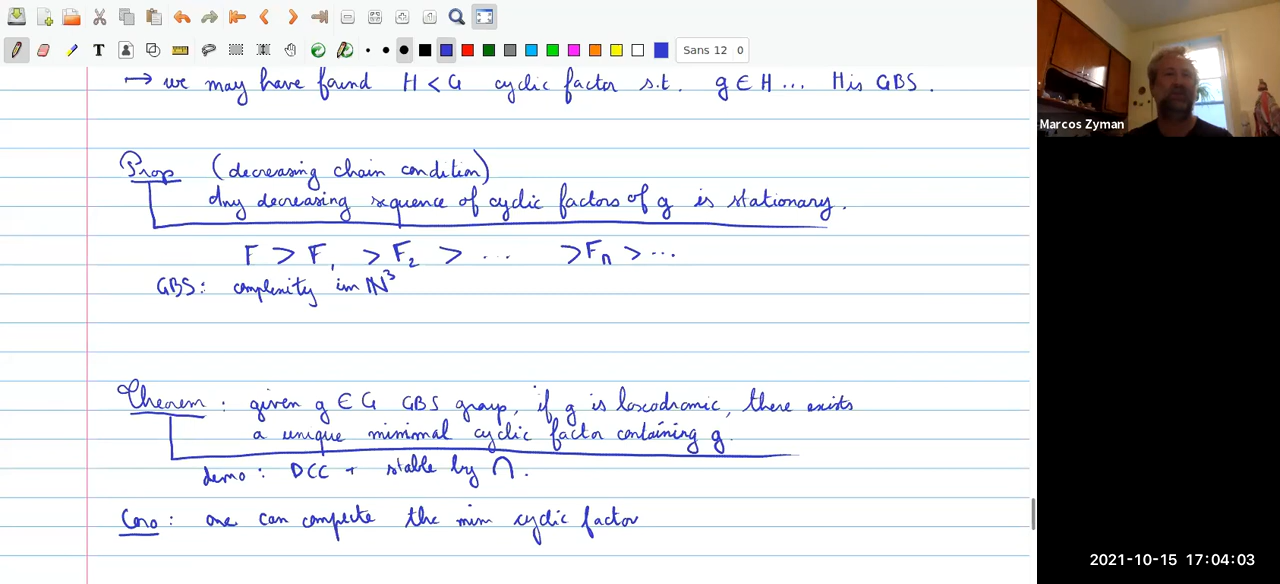 Sans 12 0
→ we may have found H < G cyclic factor s.t. g ∈ H ... H is GBS.
Marcos Zyman
Prop (decreasing chain condition)
Any decreasing sequence of cyclic factors of g is stationary.
F > F₁ > F₂ > ... > Fₙ > ...
GBS: complexity in ℕ³
Theorem: given g ∈ G GBS group, if g is loxodromic, there exists
a unique minimal cyclic factor containing g.
demo: DCC + stable by ∩.
Coro: one can compute the min cyclic factor
2021-10-15 17:04:03